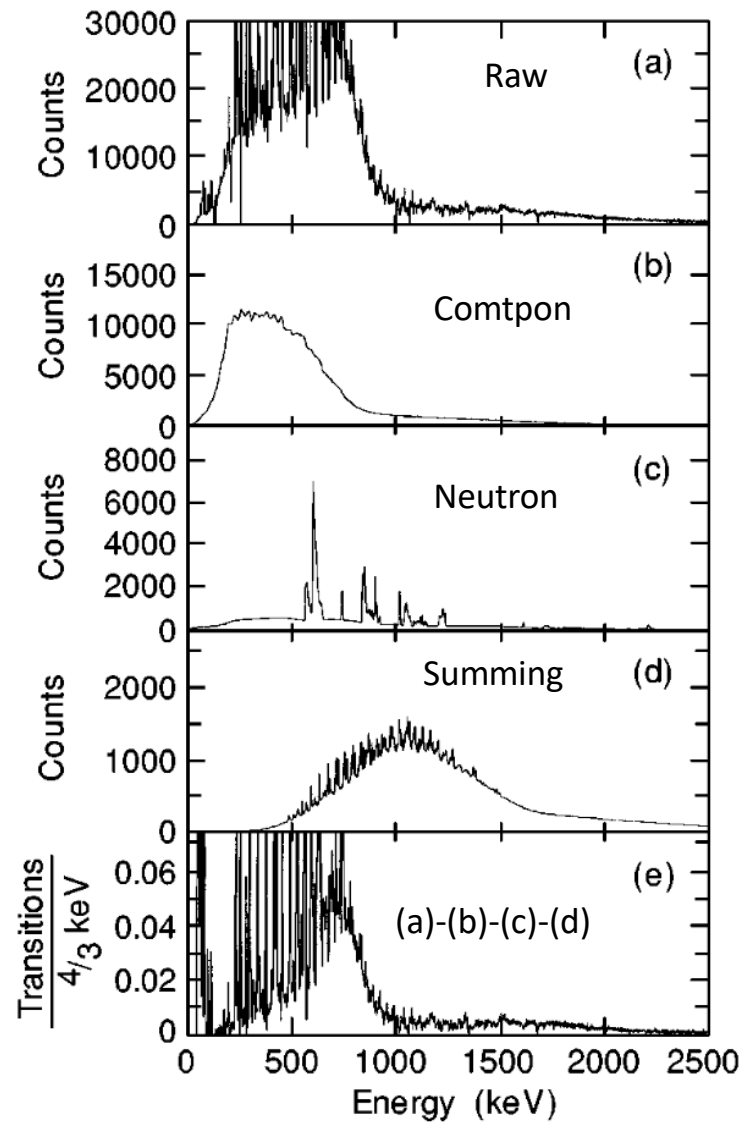 30000
20000
10000
0
Counts
Raw
(a)
15000
10000
5000
0
Counts
Comtpon
(b)
8000
6000
4000
2000
0
Counts
Neutron
(c)
2000
1000
0
Counts
Summing
(d)
0.06
0.04
0.02
0
Transitions
4/3 keV
(a)-(b)-(c)-(d)
(e)
0 500 1000 1500 2000 2500
Energy (keV)